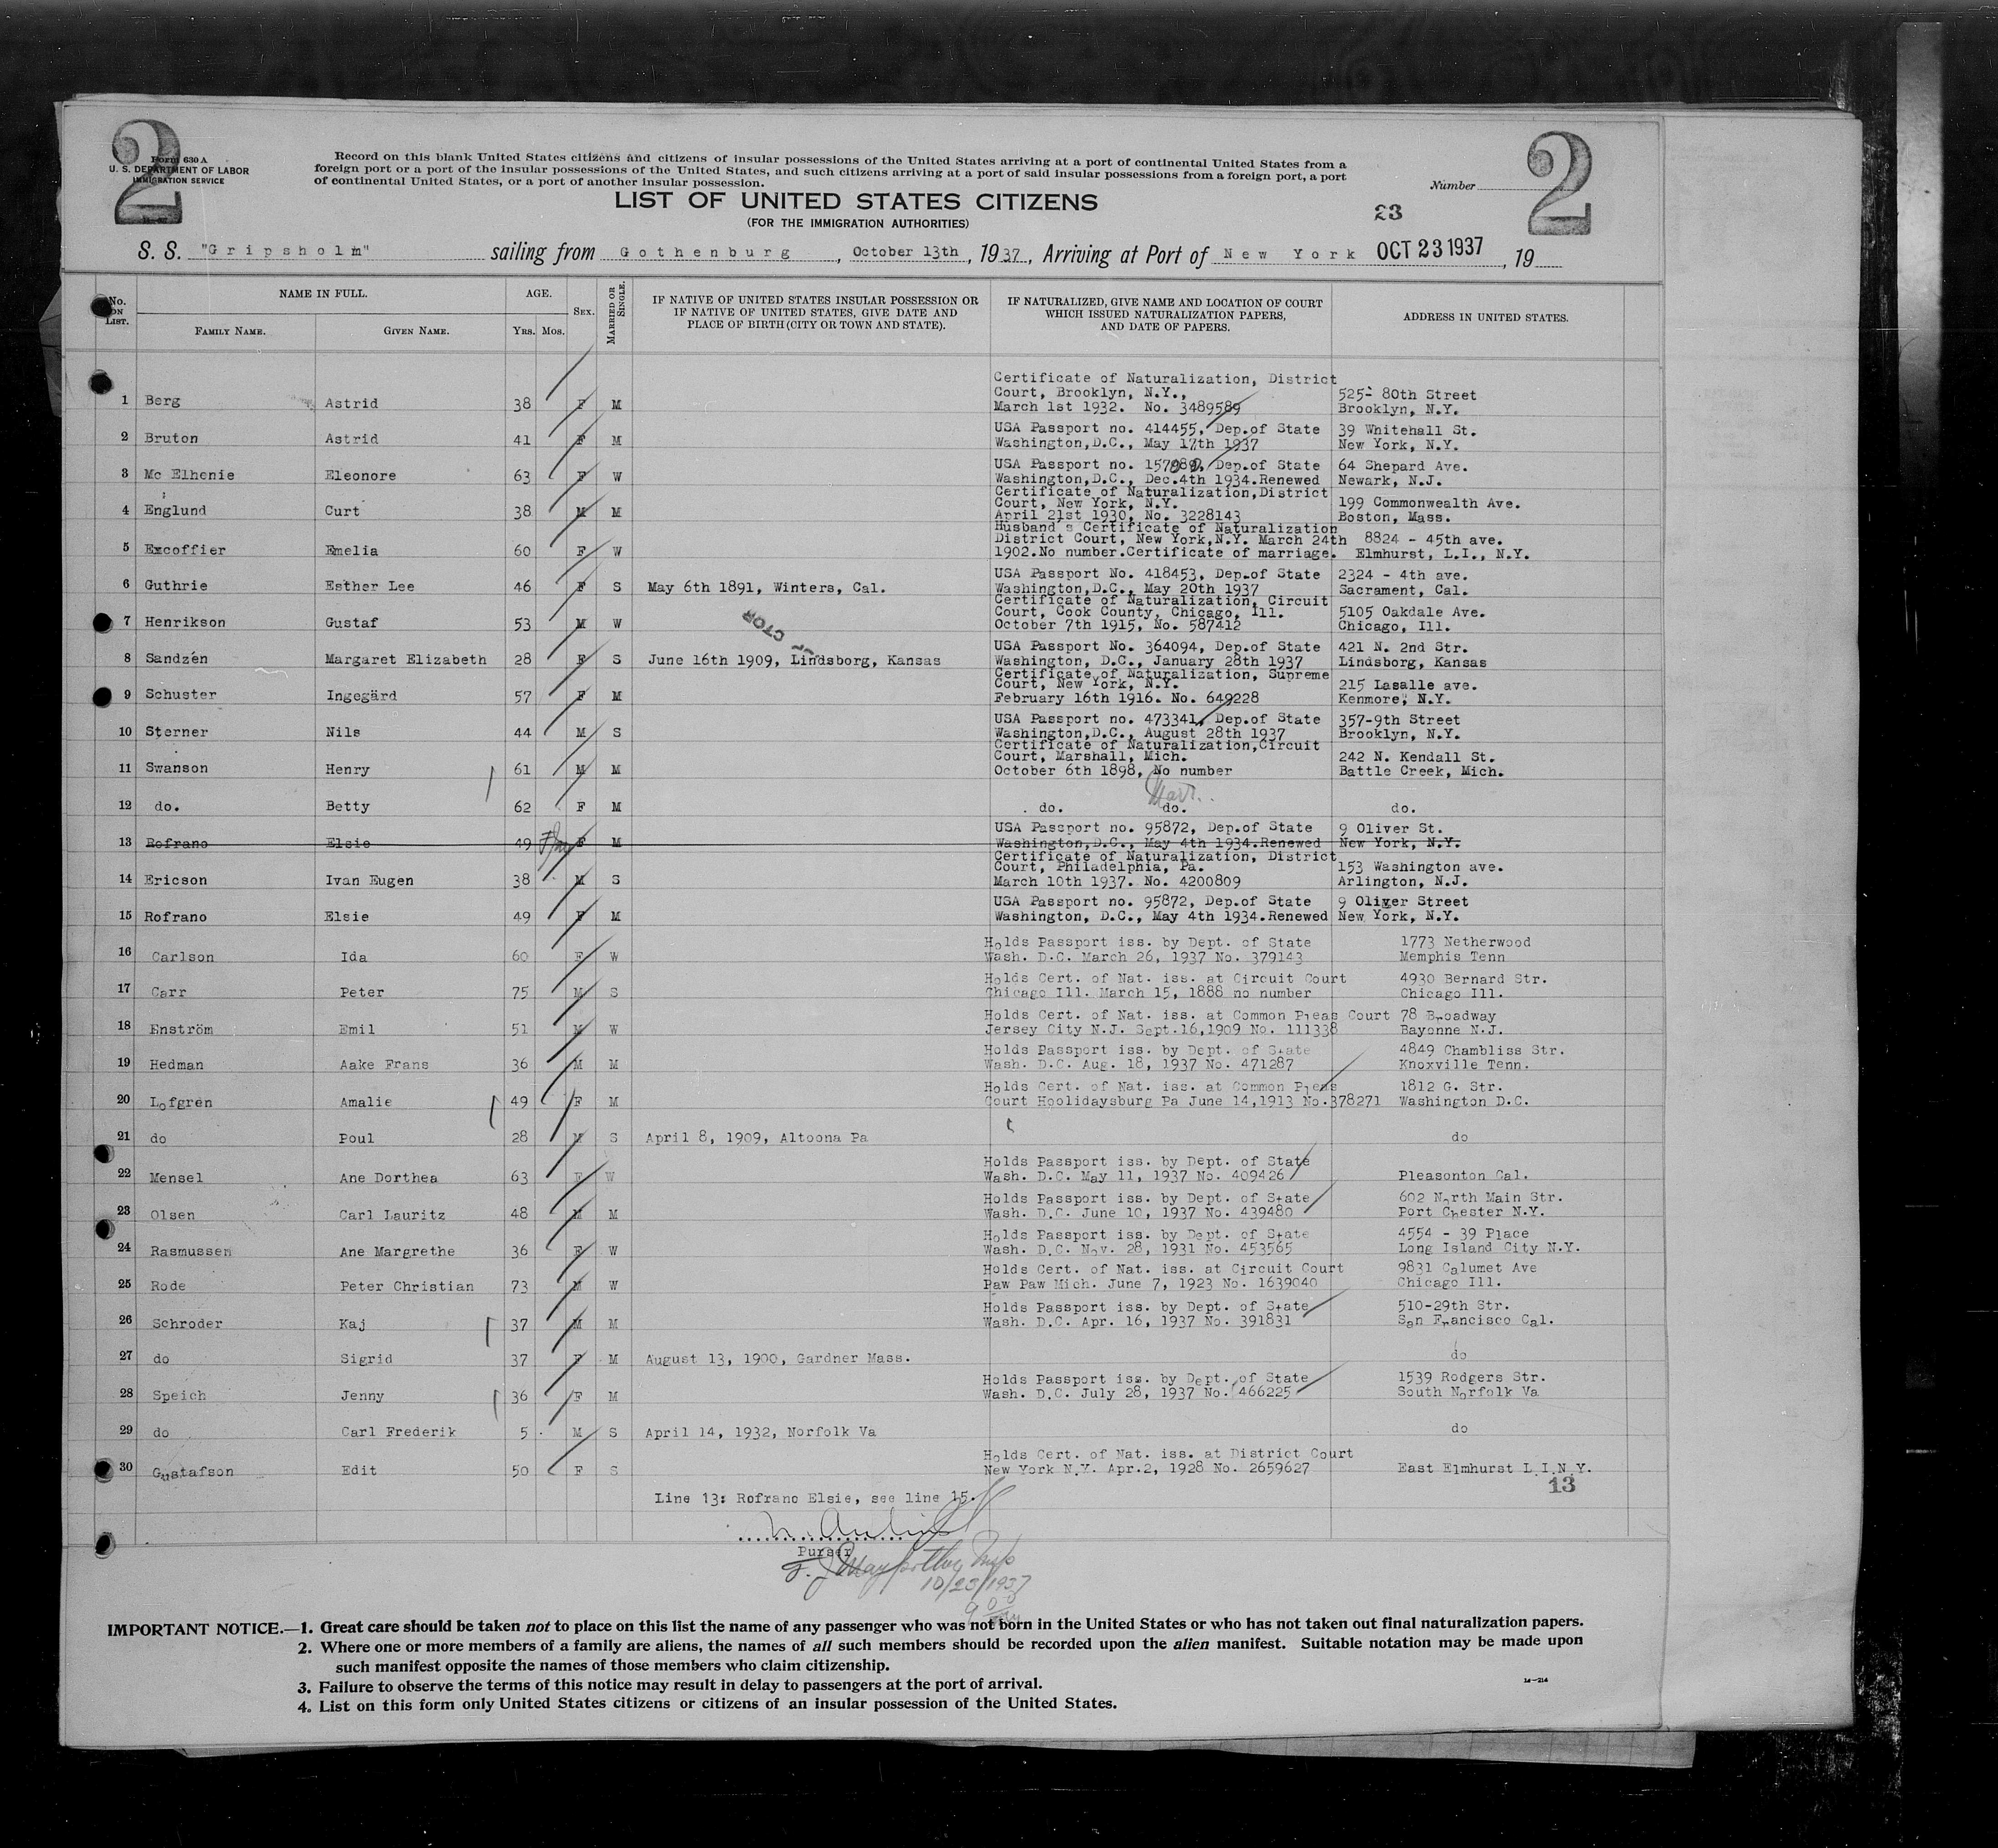 2
Form 630 A
U. S. DEPARTMENT OF LABOR
IMMIGRATION SERVICE
Record on this blank United States citizens and citizens of insular possessions of the United States arriving at a port of continental United States from a
foreign port or a port of the insular possessions of the United States, and such citizens arriving at a port of said insular possessions from a foreign port, a port
of continental United States, or a port of another insular possession.
Number
2
LIST OF UNITED STATES CITIZENS
(FOR THE IMMIGRATION AUTHORITIES)
23
S. S. "Gripsholm" sailing from Gothenburg, October 13th, 1937, Arriving at Port of New York OCT 23 1937, 19
No. ON LIST.
NAME IN FULL.
FAMILY NAME.
GIVEN NAME.
AGE.
Yrs. Mos.
SEX.
MARRIED OR SINGLE.
IF NATIVE OF UNITED STATES INSULAR POSSESSION OR
IF NATIVE OF UNITED STATES, GIVE DATE AND
PLACE OF BIRTH (CITY OR TOWN AND STATE).
IF NATURALIZED, GIVE NAME AND LOCATION OF COURT
WHICH ISSUED NATURALIZATION PAPERS,
AND DATE OF PAPERS.
ADDRESS IN UNITED STATES.
Certificate of Naturalization, District
Court, Brooklyn, N.Y., 525- 80th Street
1 Berg Astrid 38 F M March 1st 1932. No. 3489589 Brooklyn, N.Y.
USA Passport no. 414455, Dep.of State 39 Whitehall St.
2 Bruton Astrid 41 F M Washington,D.C., May 17th 1937 New York, N.Y.
USA Passport no. Dep.of State 64 Shepard Ave.
3 Mc Elhenie Eleonore 63 F W Washington,D.C., Dec.4th 1934.Renewed Newark, N.J.
Certificate of Naturalization,District
Court, New York, N.Y. 199 Commonwealth Ave.
4 Englund Curt 38 M M April 21st 1930, No. 3228143 Boston, Mass.
Husband s Certificate of Naturalization
District Court, New York,N.Y. March 24th 8824 - 45th ave.
5 Excoffier Emelia 60 F W 1902.No number.Certificate of marriage. Elmhurst, L.I., N.Y.
USA Passport No. 418453, Dep.of State 2324 - 4th ave.
6 Guthrie Esther Lee 46 F S May 6th 1891, Winters, Cal. Washington,D.C., May 20th 1937 Sacrament, Cal.
Certificate of Naturalization, Circuit
Court, Cook County, Chicago, Ill. 5105 Oakdale Ave.
7 Henrikson Gustaf 53 M W October 7th 1915, No. 587412 Chicago, Ill.
CTOR
USA Passport No. 364094, Dep.of State 421 N. 2nd Str.
8 Sandzén Margaret Elizabeth 28 F S June 16th 1909, Lindsborg, Kansas Washington, D.C., January 28th 1937 Lindsborg, Kansas
Certificate of Naturalization, Supreme
Court, New York, N.Y. 215 Lasalle ave.
9 Schuster Ingegärd 57 F M February 16th 1916. No. 649228 Kenmore, N.Y.
USA Passport no. 473341, Dep.of State 357-9th Street
10 Sterner Nils 44 M S Washington,D.C., August 28th 1937 Brooklyn, N.Y.
Certificate of Naturalization,Circuit
Court, Marshall, Mich. 242 N. Kendall St.
11 Swanson Henry 61 M M October 6th 1898, No number Battle Creek, Mich.
Marr.
12 do. Betty 62 F M do. do. do.
USA Passport no. 95872, Dep.of State 9 Oliver St.
13 Rofrano Elsie 49 F M Washington,D.C., May 4th 1934.Renewed New York, N.Y.
Certificate of Naturalization, District
Court, Philadelphia, Pa. 153 Washington ave.
14 Ericson Ivan Eugen 38 M S March 10th 1937. No. 4200809 Arlington, N.J.
USA Passport no. 95872, Dep.of State 9 Oliver Street
15 Rofrano Elsie 49 F M Washington, D.C., May 4th 1934.Renewed New York, N.Y.
Holds Passport iss. by Dept. of State 1773 Netherwood
16 Carlson Ida 60 F W Wash. D.C. March 26, 1937 No. 379143 Memphis Tenn
Holds Cert. of Nat. iss. at Circuit Court 4930 Bernard Str.
17 Carr Peter 75 M S Chicago Ill. March 15, 1888 no number Chicago Ill.
Holds Cert. of Nat. iss. at Common Pleas Court 78 Broadway
18 Enström Emil 51 M W Jersey City N.J. Sept.16,1909 No. 111338 Bayonne N.J.
Holds Passport iss. by Dept. of State 4849 Chambliss Str.
19 Hedman Aake Frans 36 M M Wash. D.C. Aug. 18, 1937 No. 471287 Knoxville Tenn.
Holds Cert. of Nat. iss. at Common Pleas 1812 G. Str.
20 Lofgren Amalie 49 F M Court Hoolidaysburg Pa June 14,1913 No.378271 Washington D.C.
21 do Poul 28 M S April 8, 1909, Altoona Pa do
Holds Passport iss. by Dept. of State
22 Mensel Ane Dorthea 63 F W Wash. D.C. May 11, 1937 No. 409426 Pleasonton Cal.
Holds Passport iss. by Dept. of State 602 North Main Str.
23 Olsen Carl Lauritz 48 M M Wash. D.C. June 10, 1937 No. 439480 Port Chester N.Y.
Holds Passport iss. by Dept. of State 4554 - 39 Place
24 Rasmussen Ane Margrethe 36 F W Wash. D.C. Nov. 28, 1931 No. 453565 Long Island City N.Y.
Holds Cert. of Nat. iss. at Circuit Court 9831 Calumet Ave
25 Rode Peter Christian 73 M W Paw Paw Mich. June 7, 1923 No. 1639040 Chicago Ill.
Holds Passport iss. by Dept. of State 510-29th Str.
26 Schroder Kaj 37 M M Wash. D.C. Apr. 16, 1937 No. 391831 San Francisco Cal.
27 do Sigrid 37 F M August 13, 1900, Gardner Mass. do
Holds Passport iss. by Dept. of State 1539 Rodgers Str.
28 Speich Jenny 36 F M Wash. D.C. July 28, 1937 No. 466225 South Norfolk Va
29 do Carl Frederik 5 M S April 14, 1932, Norfolk Va do
Holds Cert. of Nat. iss. at District Court
30 Gustafson Edit 50 F S New York N.Y. Apr.2, 1928 No. 2659627 East Elmhurst L.I.N.Y.
13
Line 13: Rofrano Elsie, see line 15.
Purser
10/23/1937
IMPORTANT NOTICE.—1. Great care should be taken not to place on this list the name of any passenger who was not born in the United States or who has not taken out final naturalization papers.
2. Where one or more members of a family are aliens, the names of all such members should be recorded upon the alien manifest. Suitable notation may be made upon
such manifest opposite the names of those members who claim citizenship.
3. Failure to observe the terms of this notice may result in delay to passengers at the port of arrival.
4. List on this form only United States citizens or citizens of an insular possession of the United States.
14—214